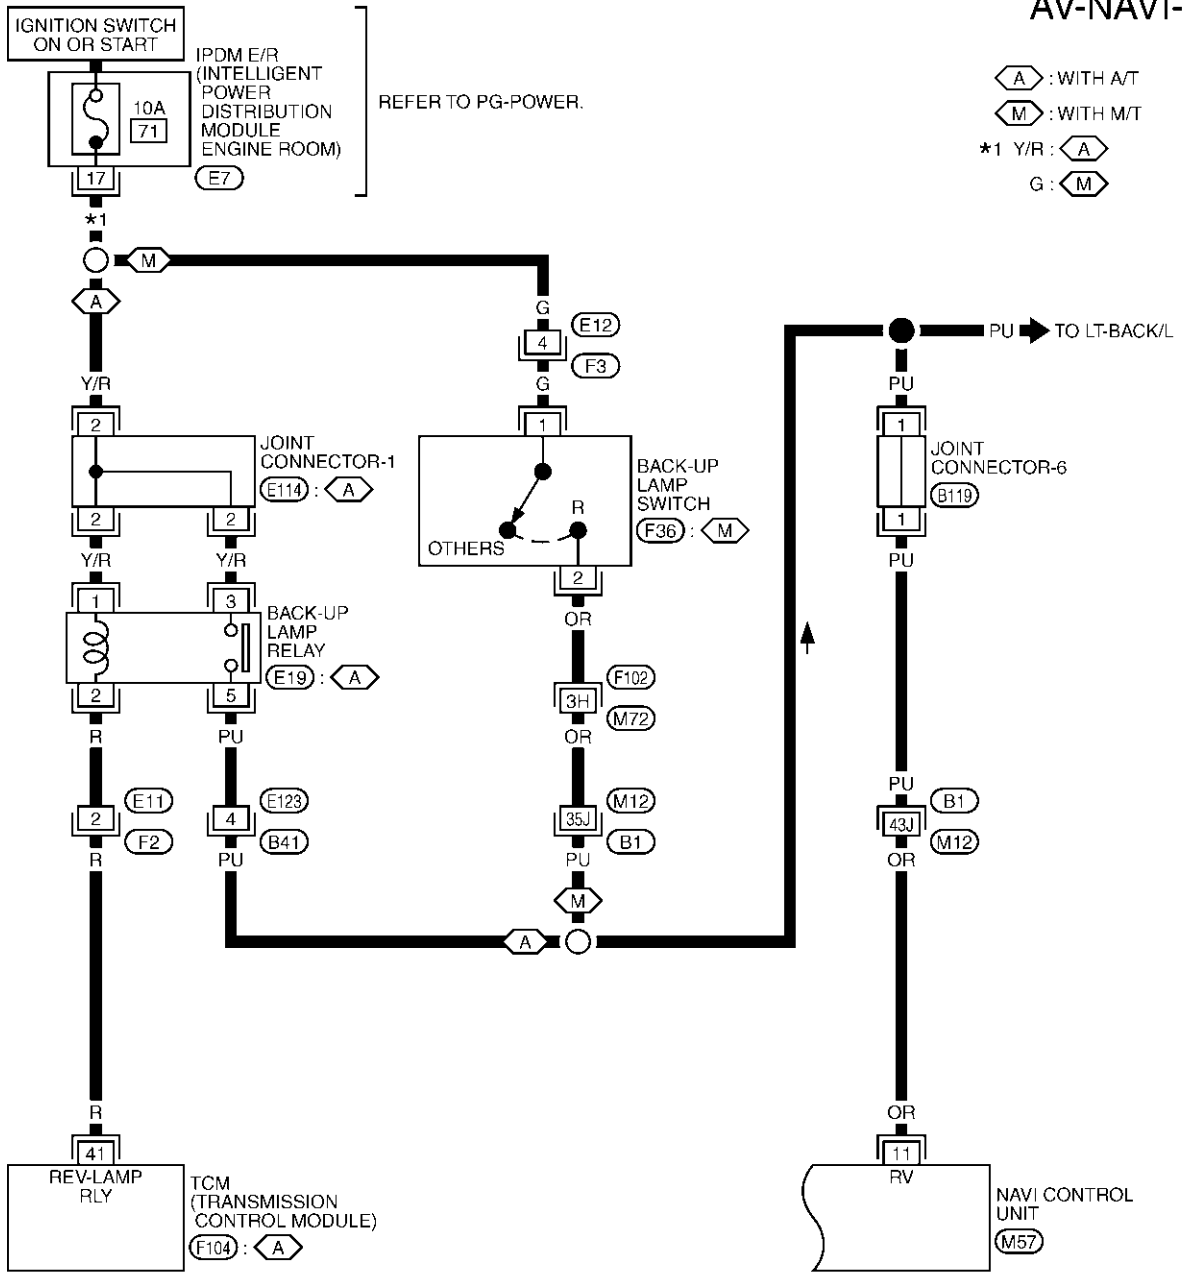 AV-NAVI-
IGNITION SWITCH
ON OR START
IPDM E/R
(INTELLIGENT
POWER
DISTRIBUTION
MODULE
ENGINE ROOM)
10A
71
17
E7
REFER TO PG-POWER.
A : WITH A/T
M : WITH M/T
*1 Y/R : A
G : M
*1
M
A
G
4
E12
F3
G
PU
TO LT-BACK/L
Y/R
PU
2
1
1
JOINT
CONNECTOR-1
E114 : A
BACK-UP
LAMP
SWITCH
F36 : M
R
OTHERS
JOINT
CONNECTOR-6
B119
2
2
1
Y/R
Y/R
2
PU
1
3
OR
BACK-UP
LAMP
RELAY
E19 : A
2
5
3H
F102
M72
R
PU
OR
PU
2
E11
F2
4
E123
B41
35J
M12
B1
43J
B1
M12
R
PU
PU
OR
M
A
R
OR
41
11
REV-LAMP
RLY
TCM
(TRANSMISSION
CONTROL MODULE)
F104 : A
RV
NAVI CONTROL
UNIT
M57